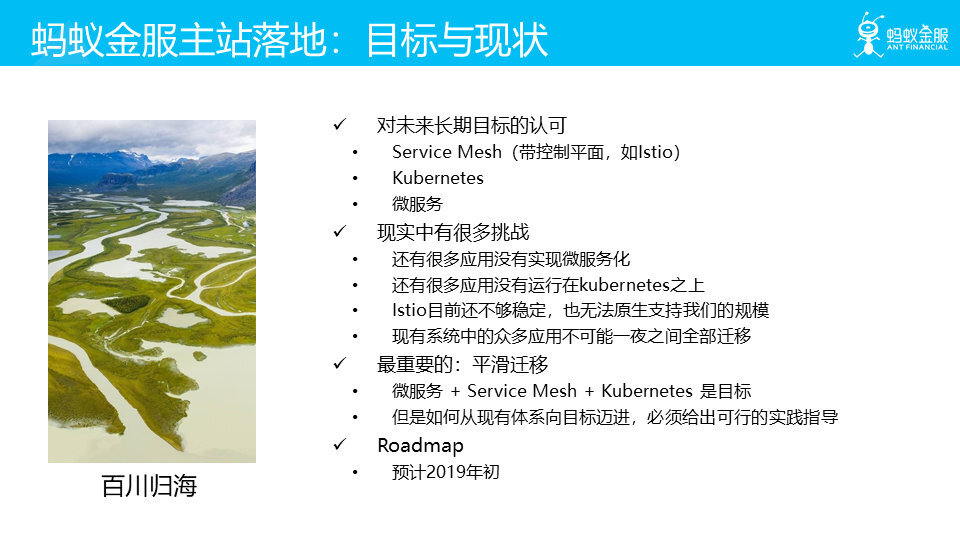 蚂蚁金服主站落地：目标与现状
蚂蚁金服
ANT FINANCIAL
✓ 对未来长期目标的认可
• Service Mesh（带控制平面，如Istio）
• Kubernetes
• 微服务
✓ 现实中有很多挑战
• 还有很多应用没有实现微服务化
• 还有很多应用没有运行在kubernetes之上
• Istio目前还不够稳定，也无法原生支持我们的规模
• 现有系统中的众多应用不可能一夜之间全部迁移
✓ 最重要的：平滑迁移
• 微服务 + Service Mesh + Kubernetes 是目标
• 但是如何从现有体系向目标迈进，必须给出可行的实践指导
✓ Roadmap
• 预计2019年初
百川归海